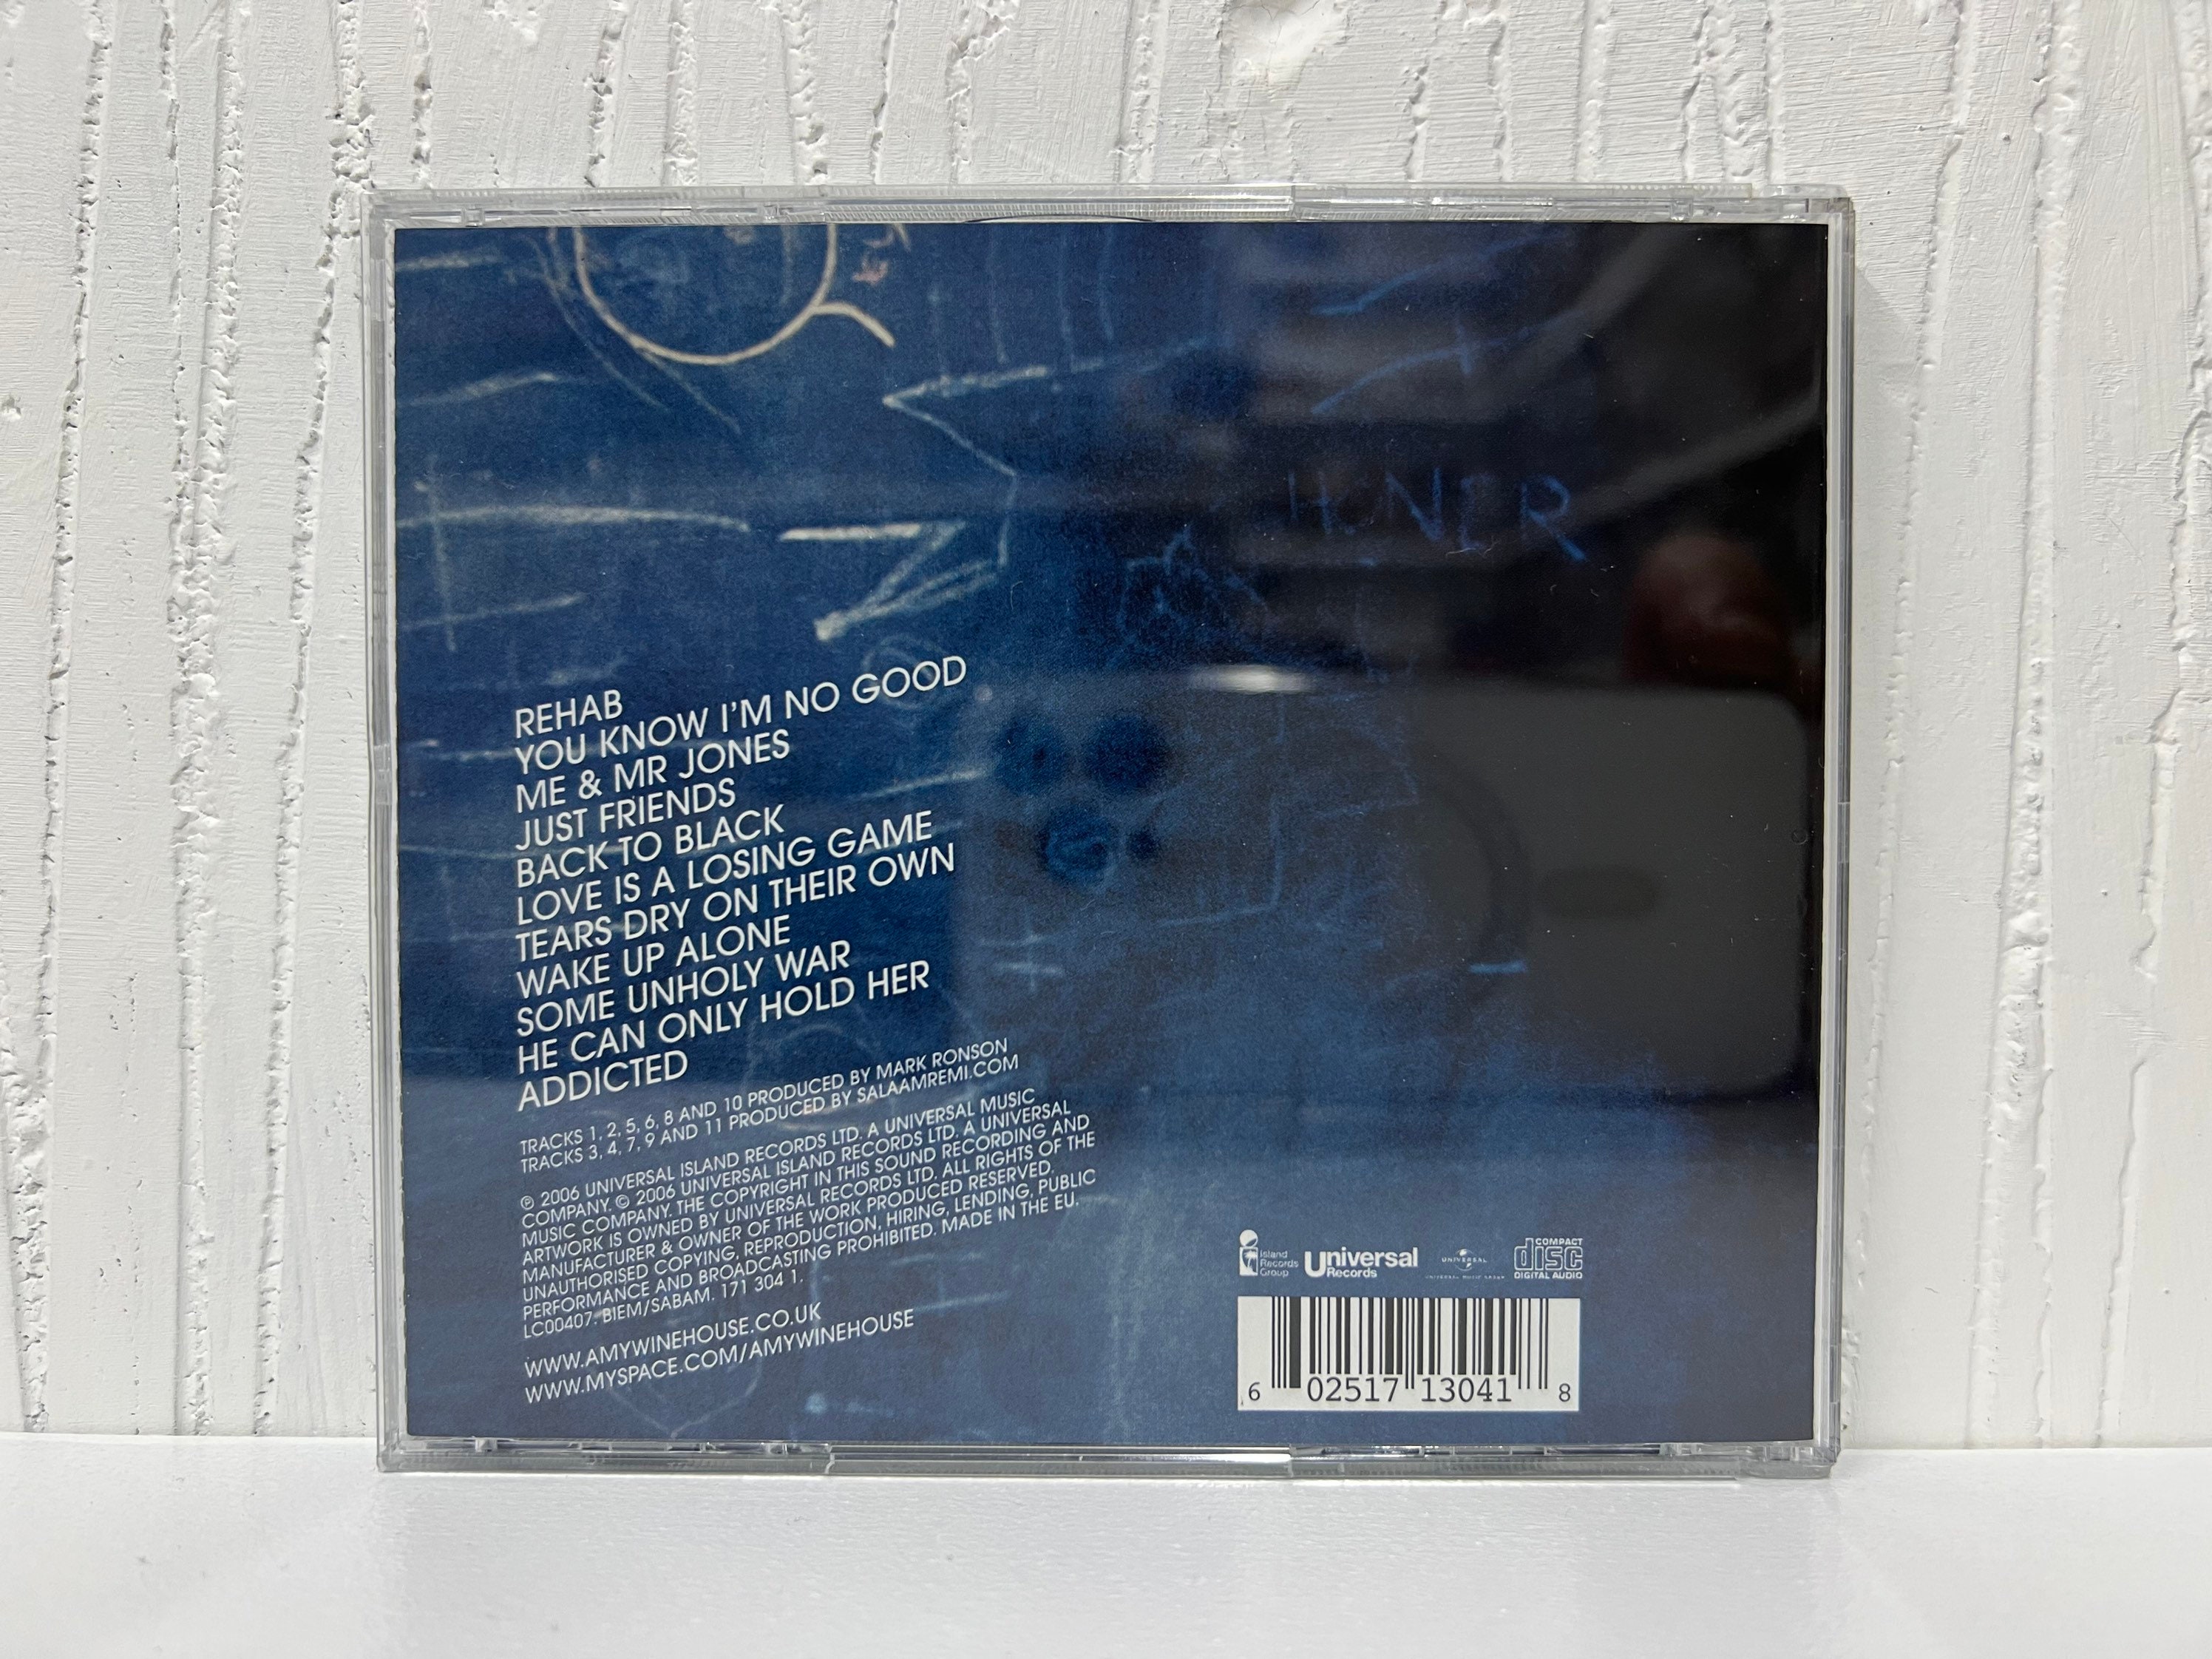 REHAB
YOU KNOW I'M NO GOOD
ME & MR JONES
JUST FRIENDS
BACK TO BLACK
LOVE IS A LOSING GAME
TEARS DRY ON THEIR OWN
WAKE UP ALONE
SOME UNHOLY WAR
HE CAN ONLY HOLD HER
ADDICTED
TRACKS 1, 2, 5, 6, 8 AND 10 PRODUCED BY MARK RONSON
TRACKS 3, 4, 7, 9 AND 11 PRODUCED BY SALAAMREMI.COM
℗ 2006 UNIVERSAL ISLAND RECORDS LTD. A UNIVERSAL MUSIC
COMPANY. © 2006 UNIVERSAL ISLAND RECORDS LTD. A UNIVERSAL
MUSIC COMPANY. THE COPYRIGHT IN THIS SOUND RECORDING AND
ARTWORK IS OWNED BY UNIVERSAL RECORDS LTD. ALL RIGHTS OF THE
MANUFACTURER & OWNER OF THE WORK PRODUCED RESERVED.
UNAUTHORISED COPYING, REPRODUCTION, HIRING, LENDING, PUBLIC
PERFORMANCE AND BROADCASTING PROHIBITED. MADE IN THE EU.
LC00407. BIEM/SABAM. 171 304 1.
WWW.AMYWINEHOUSE.CO.UK
WWW.MYSPACE.COM/AMYWINEHOUSE
Island
Records
Group
Universal
Records
UNIVERSAL
UNIVERSAL MUSIC GROUP
COMPACT
disc
DIGITAL AUDIO
6 02517 13041 8